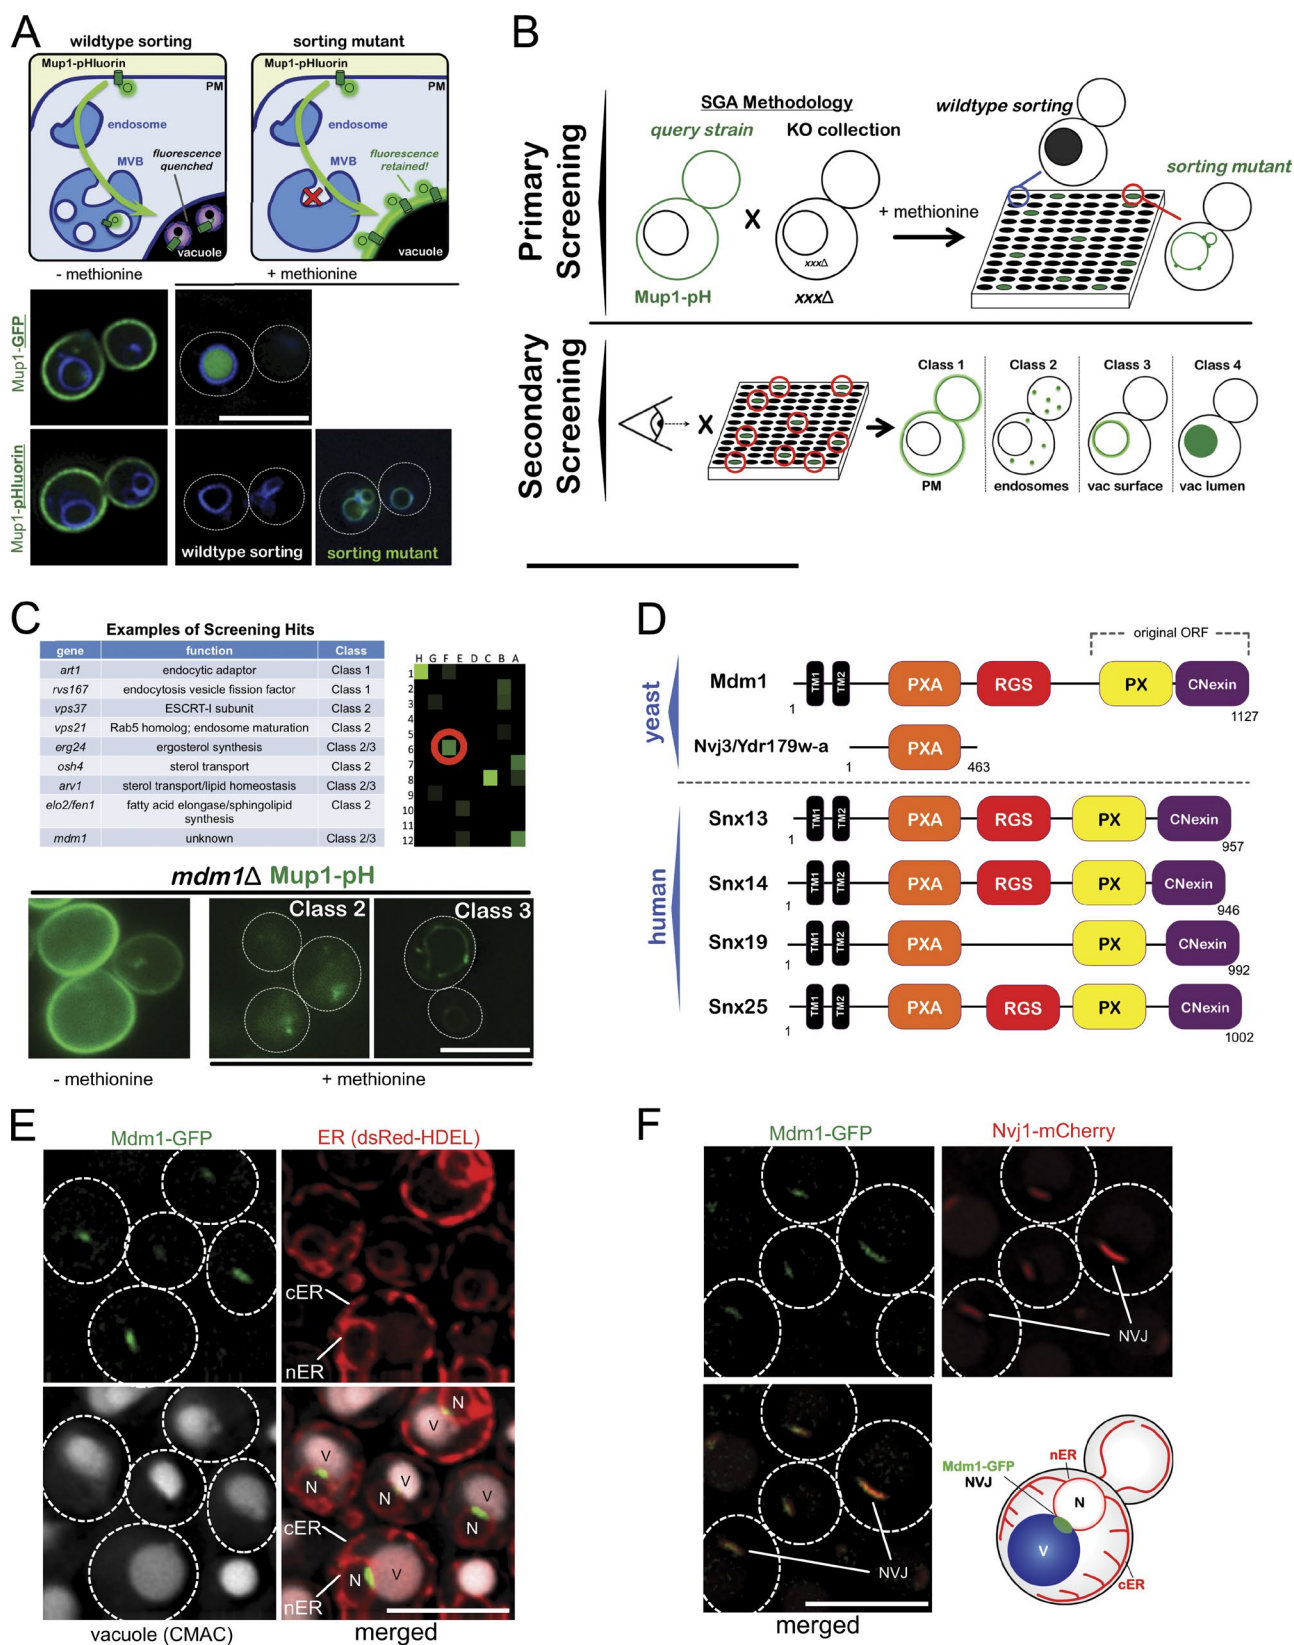 A
wildtype sorting
sorting mutant
Mup1-pHluorin
PM
endosome
MVB
fluorescence
quenched
vacuole
Mup1-pHluorin
PM
endosome
MVB
fluorescence
retained!
vacuole
- methionine
+ methionine
Mup1-GFP
Mup1-pHluorin
wildtype sorting
sorting mutant
B
Primary
Screening
SGA Methodology
query strain
KO collection
X
xxx∆
Mup1-pH
xxx∆
+ methionine
wildtype sorting
sorting mutant
Secondary
Screening
X
Class 1
Class 2
Class 3
Class 4
PM
endosomes
vac surface
vac lumen
C
Examples of Screening Hits
gene function Class
art1 endocytic adaptor Class 1
rvs167 endocytosis vesicle fission factor Class 1
vps37 ESCRT-I subunit Class 2
vps21 Rab5 homolog; endosome maturation Class 2
erg24 ergosterol synthesis Class 2/3
osh4 sterol transport Class 2
arv1 sterol transport/lipid homeostasis Class 2/3
elo2/fen1 fatty acid elongase/sphingolipid Class 2
synthesis
mdm1 unknown Class 2/3
H G F E D C B A
1
2
3
4
5
6
7
8
9
10
11
12
mdm1∆ Mup1-pH
Class 2
Class 3
- methionine
+ methionine
D
original ORF
yeast
Mdm1 TM1 TM2 PXA RGS PX CNexin
1
1127
Nvj3/Ydr179w-a PXA
1
463
human
Snx13 TM1 TM2 PXA RGS PX CNexin
1
957
Snx14 TM1 TM2 PXA RGS PX CNexin
1
946
Snx19 TM1 TM2 PXA PX CNexin
1
992
Snx25 TM1 TM2 PXA RGS PX CNexin
1
1002
E
Mdm1-GFP
ER (dsRed-HDEL)
cER
nER
N
V
V
N
V
N
V
N
cER
N
V
nER
vacuole (CMAC)
merged
F
Mdm1-GFP
Nvj1-mCherry
NVJ
NVJ
merged
nER
Mdm1-GFP
NVJ
N
V
cER